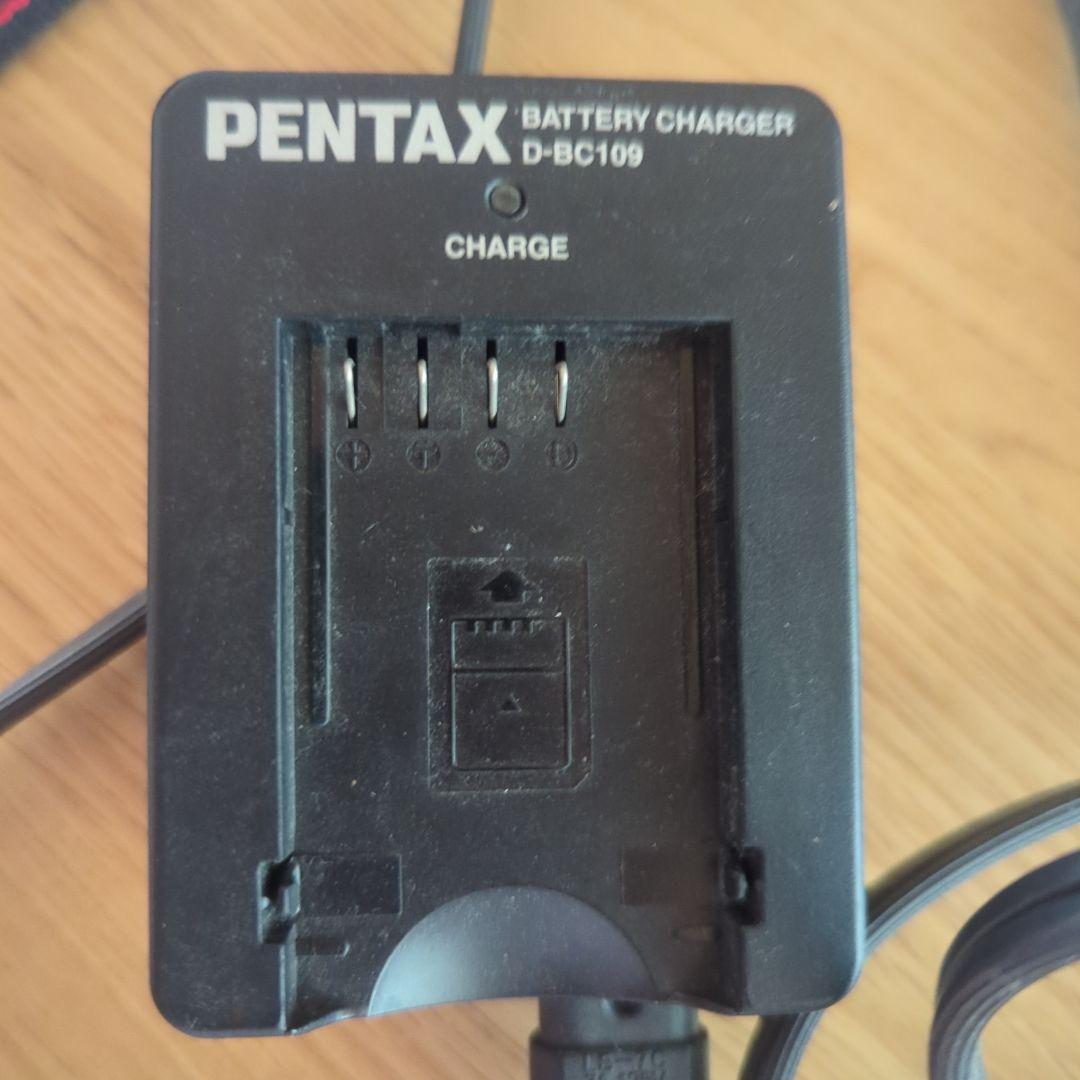 PENTAX BATTERY CHARGER
D-BC109
CHARGE
+ T D